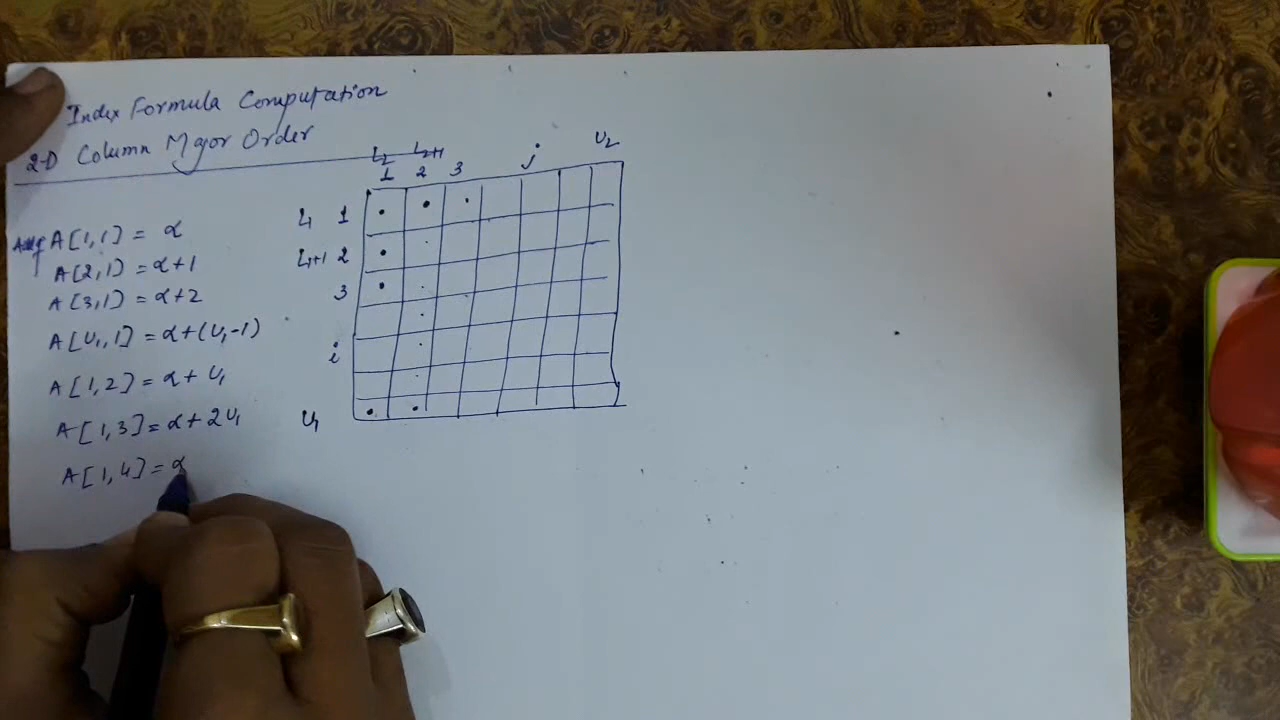 Index Formula Computation
2-D Column Major Order
L2 L2+1 j U2
1 2 3
L1 1
L1+1 2
3
i
U1
A[1,1] = α
A[2,1] = α+1
A[3,1] = α+2
A[U1,1] = α+(U1-1)
A[1,2] = α+U1
A[1,3] = α+2U1
A[1,4] = α